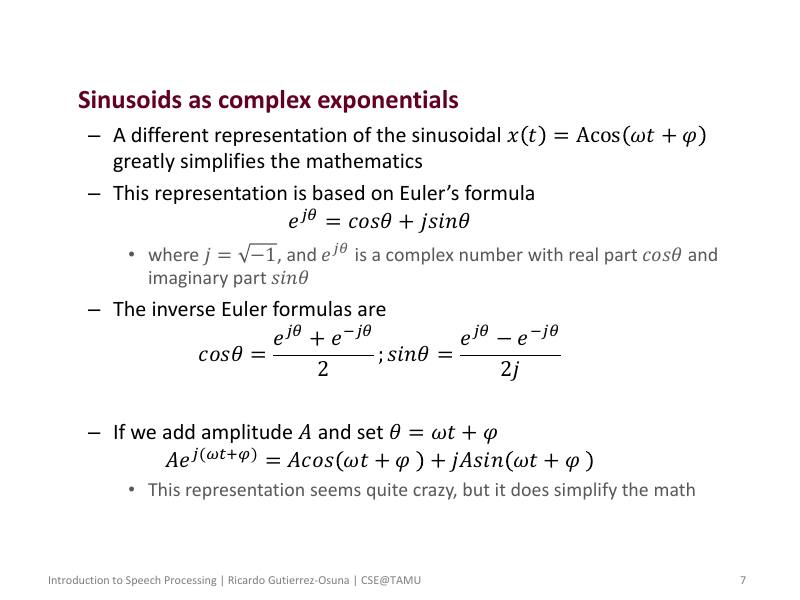 Sinusoids as complex exponentials
– A different representation of the sinusoidal x(t) = Acos(ωt + φ)
greatly simplifies the mathematics
– This representation is based on Euler’s formula
e^{jθ} = cosθ + jsinθ
• where j = √−1, and e^{jθ} is a complex number with real part cosθ and
imaginary part sinθ
– The inverse Euler formulas are
cosθ = (e^{jθ} + e^{−jθ})/2 ; sinθ = (e^{jθ} − e^{−jθ})/2j
– If we add amplitude A and set θ = ωt + φ
Ae^{j(ωt+φ)} = Acos(ωt + φ ) + jAsin(ωt + φ )
• This representation seems quite crazy, but it does simplify the math
Introduction to Speech Processing | Ricardo Gutierrez-Osuna | CSE@TAMU 7